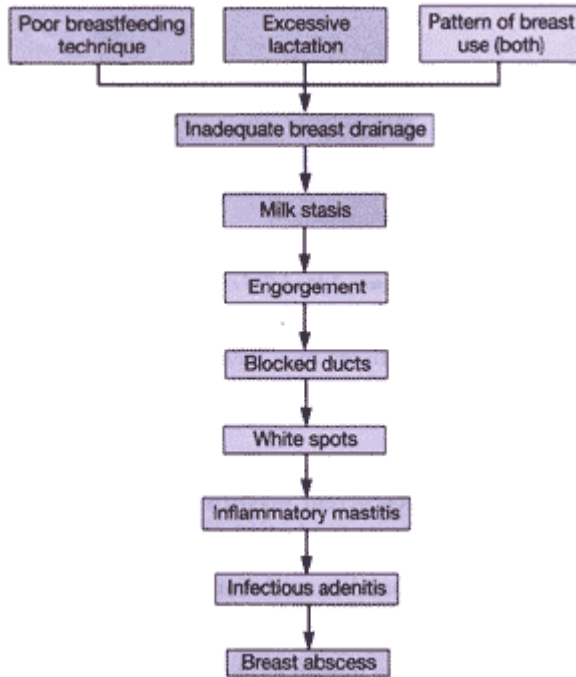 Poor breastfeeding
technique
Excessive
lactation
Pattern of breast
use (both)
Inadequate breast drainage
Milk stasis
Engorgement
Blocked ducts
White spots
Inflammatory mastitis
Infectious adenitis
Breast abscess